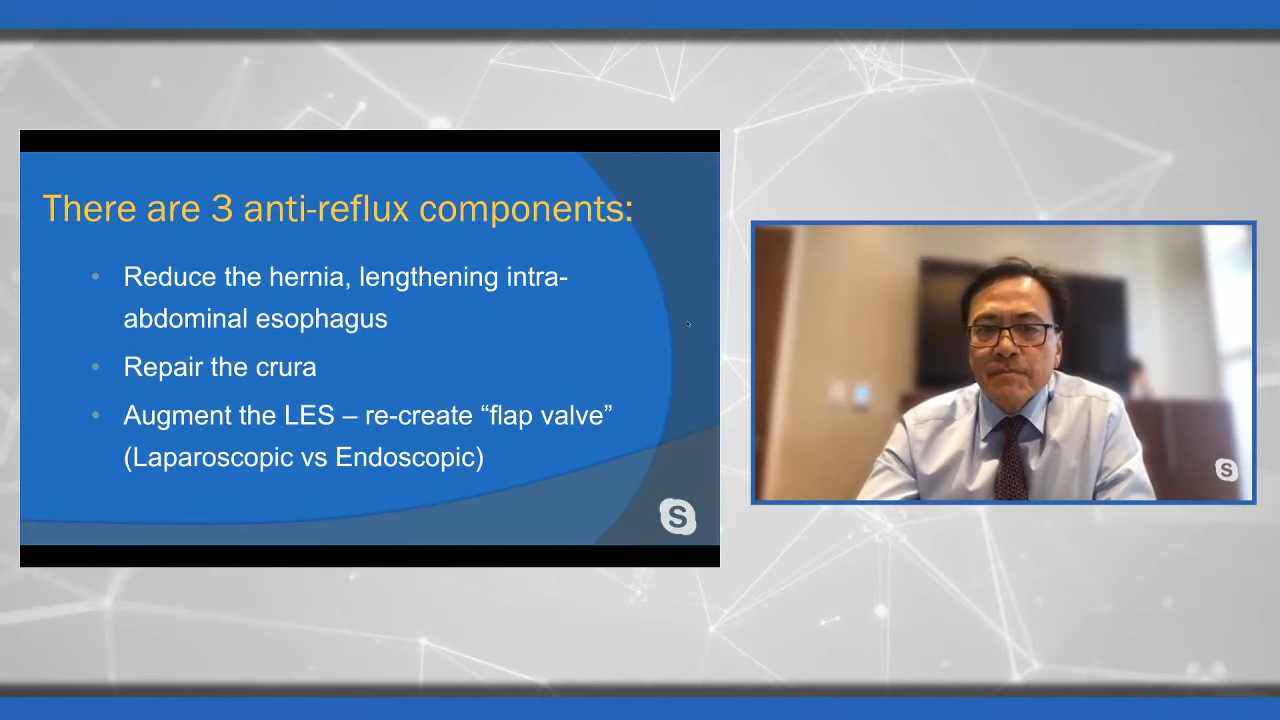 There are 3 anti-reflux components:
• Reduce the hernia, lengthening intra-
abdominal esophagus
• Repair the crura
• Augment the LES – re-create “flap valve”
(Laparoscopic vs Endoscopic)
S
S